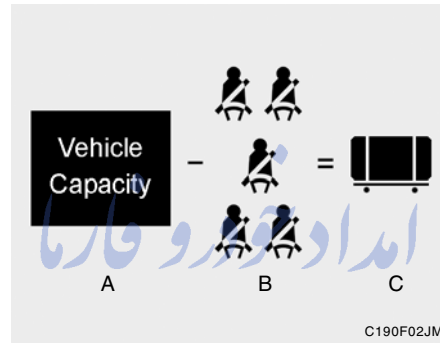 Vehicle
Capacity
–
=
امداد خودرو فارما
A B C
C190F02JM